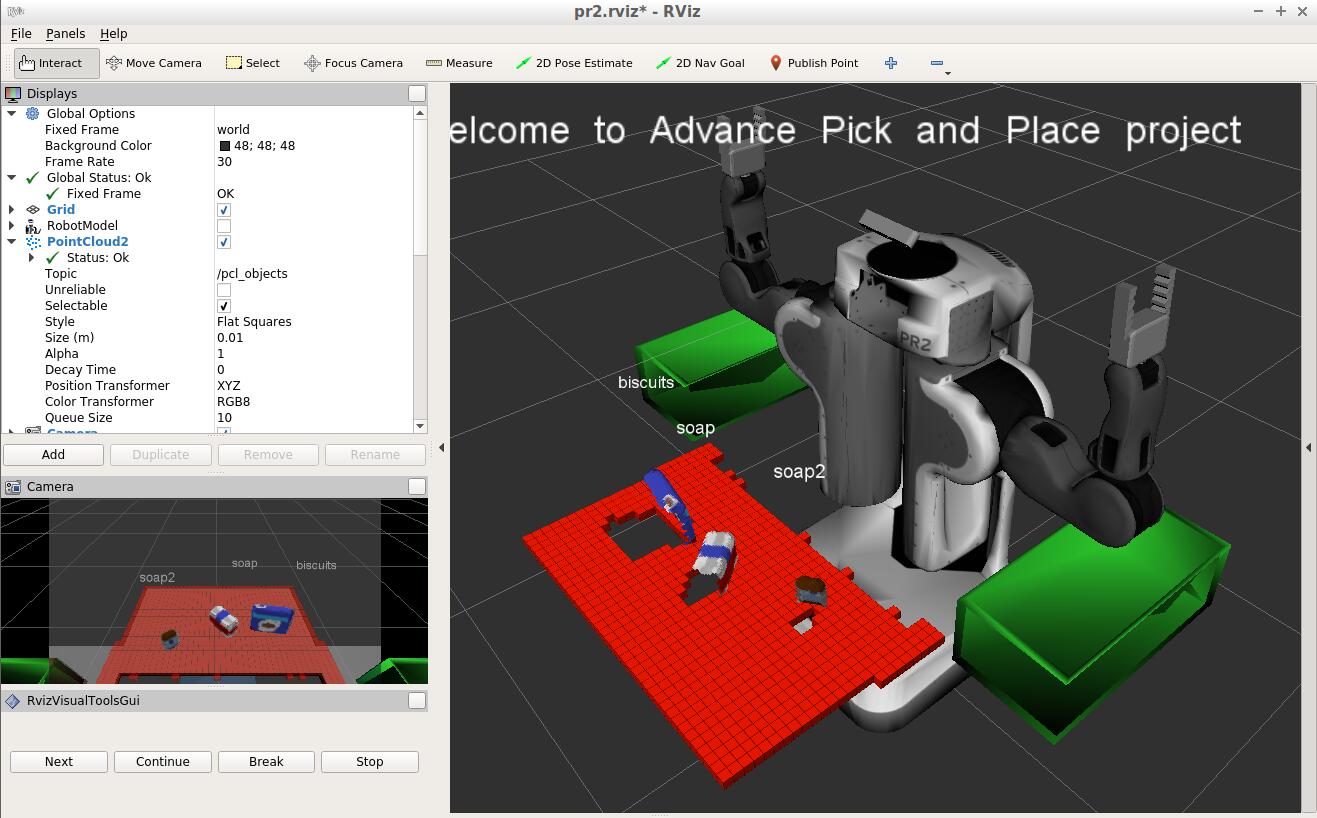 RViz
pr2.rviz* - RViz
File Panels Help
Interact Move Camera Select Focus Camera Measure 2D Pose Estimate 2D Nav Goal Publish Point
Displays
Global Options
Fixed Frame world
Background Color 48; 48; 48
Frame Rate 30
Global Status: Ok
Fixed Frame OK
Grid
RobotModel
PointCloud2
Status: Ok
Topic /pcl_objects
Unreliable
Selectable
Style Flat Squares
Size (m) 0.01
Alpha 1
Decay Time 0
Position Transformer XYZ
Color Transformer RGB8
Queue Size 10
Camera
Add Duplicate Remove Rename
Camera
soap2 soap biscuits
RvizVisualToolsGui
Next Continue Break Stop
elcome to Advance Pick and Place project
PR2
biscuits
soap
soap2